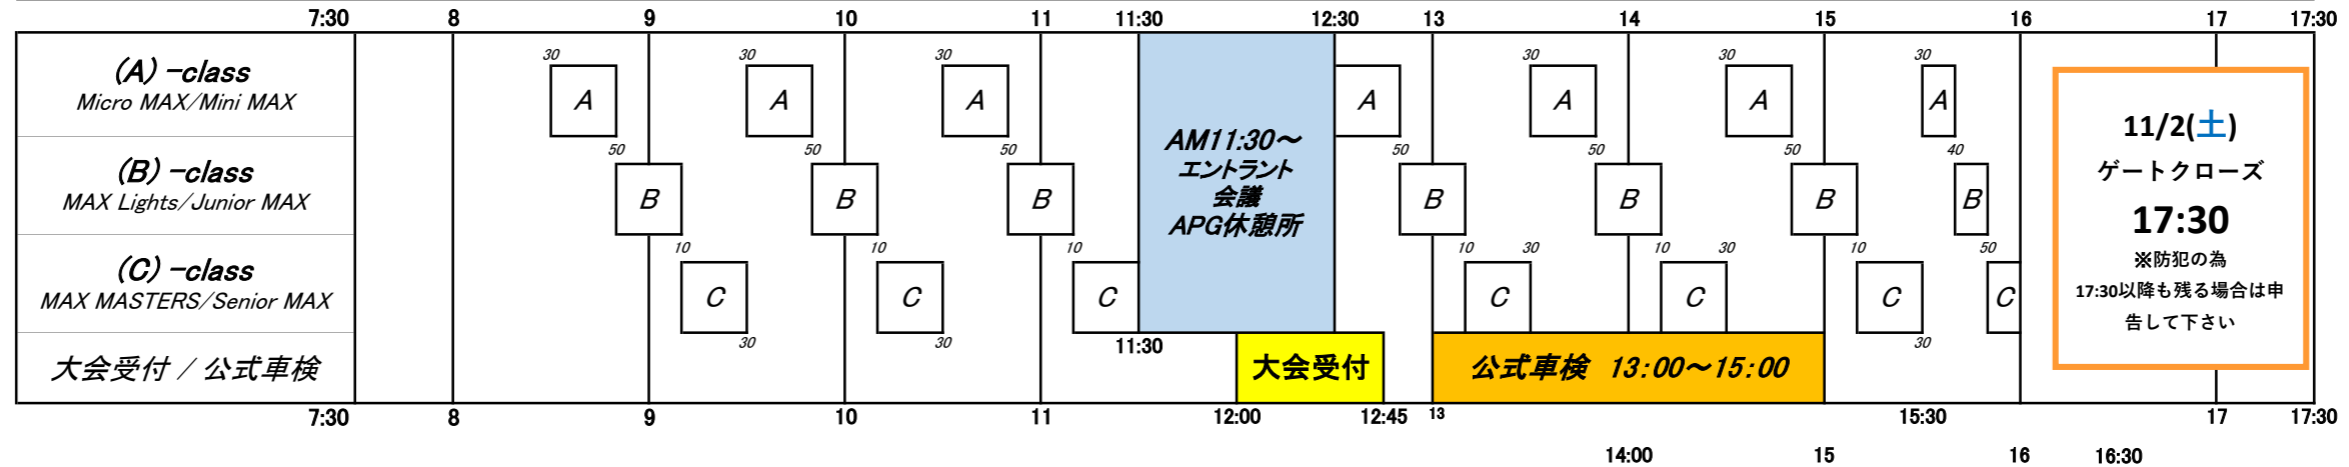 7:30 8 9 10 11 11:30 12:30 13 14 15 16 17 17:30
(A) -class
Micro MAX/Mini MAX
30 A 30 A 30 A A 30 A 30 A 30 A
50 50 50 50 50 50 40
(B) -class
MAX Lights/Junior MAX
B B B B B B B
10 10 10 10 30 10 30 10 50
(C) -class
MAX MASTERS/Senior MAX
C C C C C C C
30 30 30
AM11:30～
エントラント
会議
APG休憩所
11/2(土)
ゲートクローズ
17:30
※防犯の為
17:30以降も残る場合は申
告して下さい
大会受付 / 公式車検
11:30
大会受付
公式車検 13:00～15:00
7:30 8 9 10 11 12:00 12:45 13 15:30 17 17:30
14:00 15 16 16:30